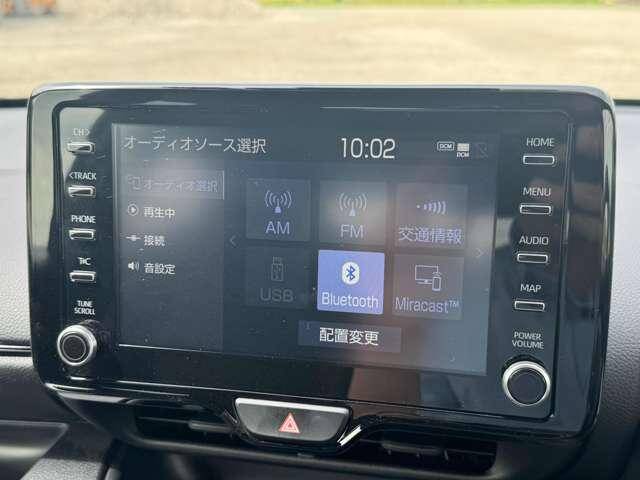 オーディオソース選択
10:02
DCM
DCM
オーディオ選択
再生中
接続
音設定
AM
FM
交通情報
USB
Bluetooth
Miracast™
配置変更
CH>
<TRACK
PHONE
TUNE
SCROLL
HOME
MENU
AUDIO
MAP
POWER
VOLUME